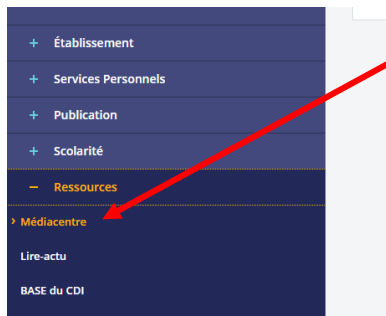 + Établissement
+ Services Personnels
+ Publication
+ Scolarité
− Ressources
› Médiacentre
Lire-actu
BASE du CDI